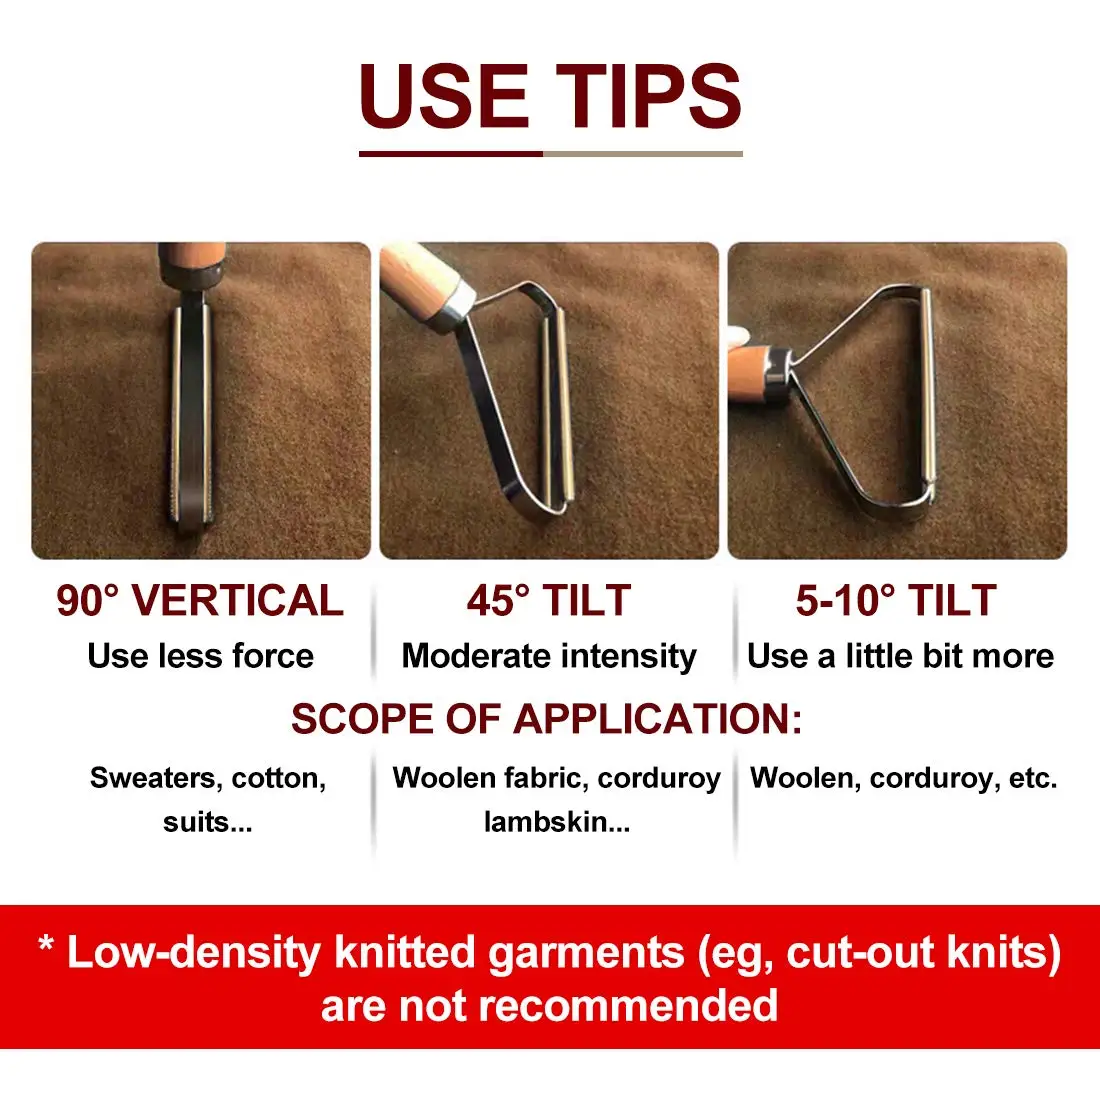 USE TIPS
90° VERTICAL
Use less force
45° TILT
Moderate intensity
5-10° TILT
Use a little bit more
SCOPE OF APPLICATION:
Sweaters, cotton,
suits...
Woolen fabric, corduroy
lambskin...
Woolen, corduroy, etc.
* Low-density knitted garments (eg, cut-out knits)
are not recommended